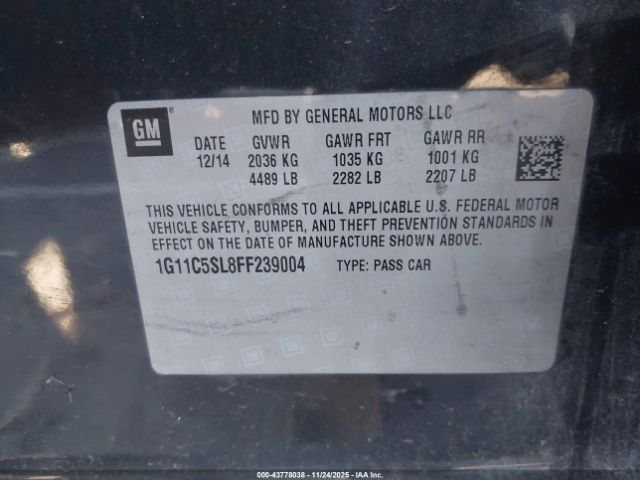 GM
MFD BY GENERAL MOTORS LLC
DATE GVWR GAWR FRT GAWR RR
12/14 2036 KG 1035 KG 1001 KG
4489 LB 2282 LB 2207 LB
THIS VEHICLE CONFORMS TO ALL APPLICABLE U.S. FEDERAL MOTOR
VEHICLE SAFETY, BUMPER, AND THEFT PREVENTION STANDARDS IN
EFFECT ON THE DATE OF MANUFACTURE SHOWN ABOVE.
1G11C5SL8FF239004 TYPE: PASS CAR
000-43778038 - 11/24/2025 - IAA Inc.